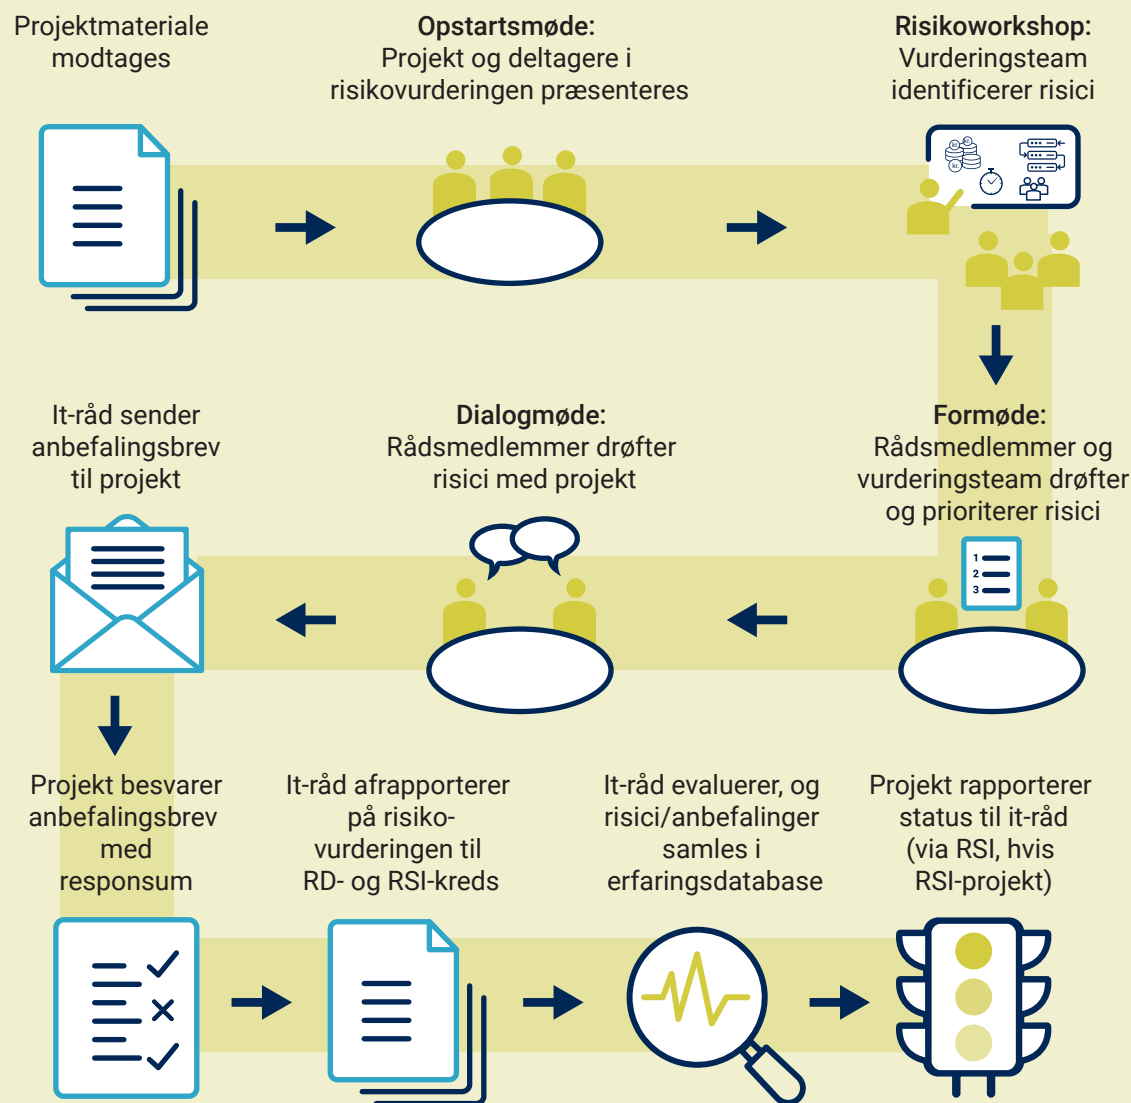 Projektmateriale
modtages
Opstartsmøde:
Projekt og deltagere i
risikovurderingen præsenteres
Risikoworkshop:
Vurderingsteam
identificerer risici
kr.
kr.
kr.
Formøde:
Rådsmedlemmer og
vurderingsteam drøfter
og prioriterer risici
1
2
3
Dialogmøde:
Rådsmedlemmer drøfter
risici med projekt
It-råd sender
anbefalingsbrev
til projekt
Projekt besvarer
anbefalingsbrev
med
responsum
It-råd afrapporterer
på risiko-
vurderingen til
RD- og RSI-kreds
It-råd evaluerer, og
risici/anbefalinger
samles i
erfaringsdatabase
Projekt rapporterer
status til it-råd
(via RSI, hvis
RSI-projekt)